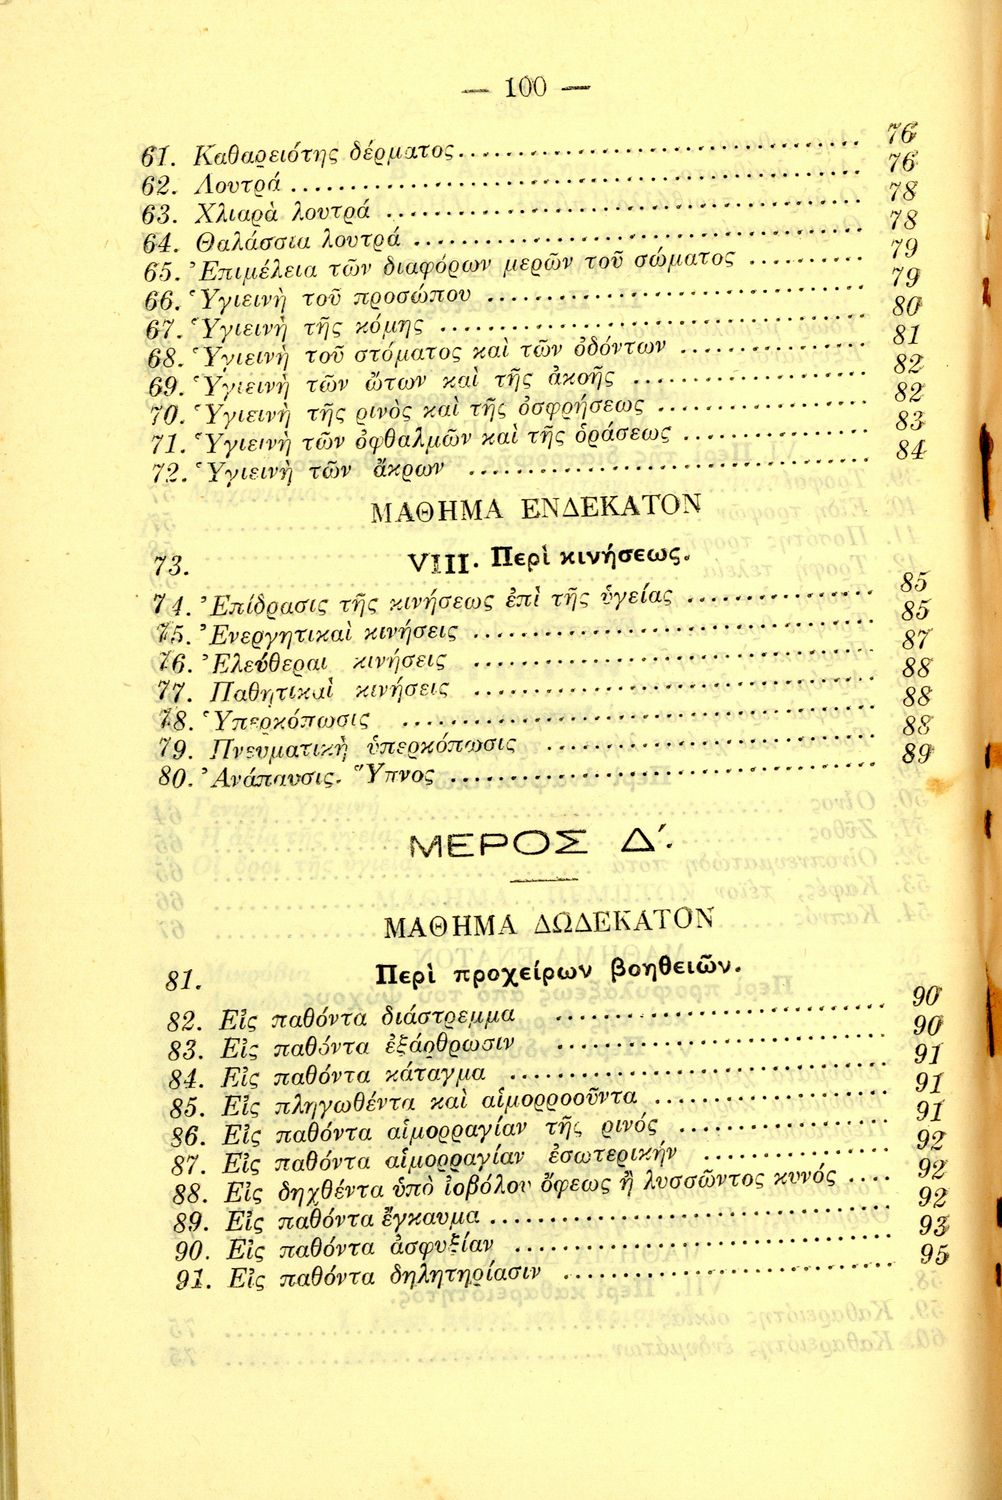 — 100 —
61. Καθαρειότης δέρματος. 76
62. Λουτρά 76
63. Χλιαρὰ λουτρά 78
64. Θαλάσσια λουτρά 78
65. Ἐπιμέλεια τῶν διαφόρων μερῶν τοῦ σώματος 79
66. Ὑγιεινὴ τοῦ προσώπου 79
67. Ὑγιεινὴ τῆς κόμης 80
68. Ὑγιεινὴ τοῦ στόματος καὶ τῶν ὀδόντων 81
69. Ὑγιεινὴ τῶν ὤτων καὶ τῆς ἀκοῆς 82
70. Ὑγιεινὴ τῆς ρινὸς καὶ τῆς ὀσφρήσεως 82
71. Ὑγιεινὴ τῶν ὀφθαλμῶν καὶ τῆς ὁράσεως 83
72. Ὑγιεινὴ τῶν ἄκρων 84
ΜΑΘΗΜΑ ΕΝΔΕΚΑΤΟΝ
73. VIII. Περὶ κινήσεως.
74. Ἐπίδρασις τῆς κινήσεως ἐπὶ τῆς ὑγείας 85
75. Ἐνεργητικαὶ κινήσεις 85
76. Ἐλεύθεραι κινήσεις 87
77. Παθητικαὶ κινήσεις 88
78. Ὑπερκόπωσις 88
79. Πνευματικὴ ὑπερκόπωσις 88
80. Ἀνάπαυσις. Ὕπνος 89
ΜΕΡΟΣ Δ΄.
ΜΑΘΗΜΑ ΔΩΔΕΚΑΤΟΝ
81. Περὶ προχείρων βοηθειῶν.
82. Εἰς παθόντα διάστρεμμα 90
83. Εἰς παθόντα ἐξάρθρωσιν 90
84. Εἰς παθόντα κάταγμα 91
85. Εἰς πληγωθέντα καὶ αἱμορροοῦντα 91
86. Εἰς παθόντα αἱμορραγίαν τῆς ρινός 91
87. Εἰς παθόντα αἱμορραγίαν ἐσωτερικήν 92
88. Εἰς δηχθέντα ὑπὸ ἰοβόλου ὄφεως ἢ λυσσῶντος κυνός 92
89. Εἰς παθόντα ἔγκαυμα 92
90. Εἰς παθόντα ἀσφυξίαν 93
91. Εἰς παθόντα δηλητηρίασιν 95